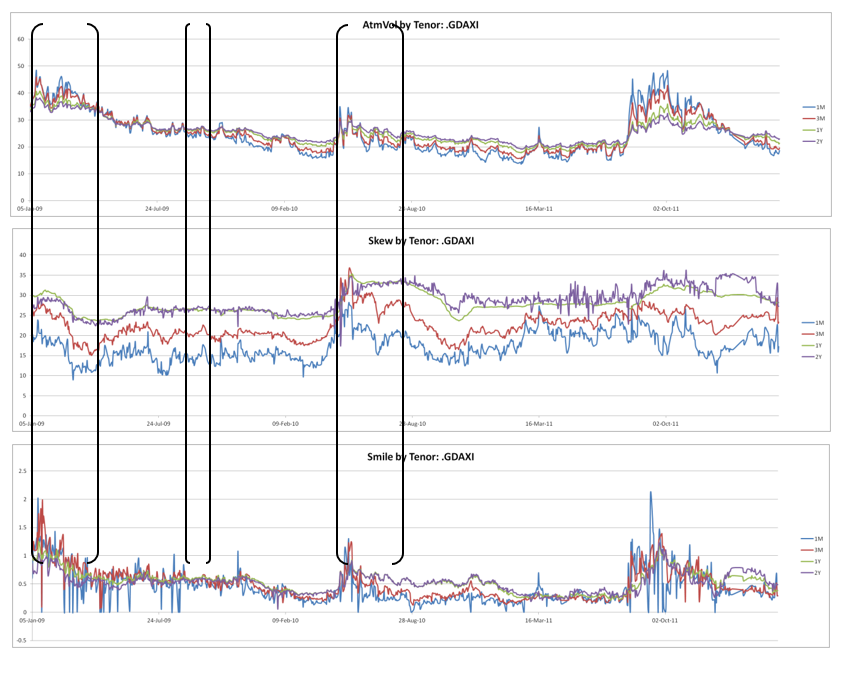 AtmVol by Tenor: .GDAXI
60
50
40
30
20
10
0
05-Jan-09 24-Jul-09 09-Feb-10 28-Aug-10 16-Mar-11 02-Oct-11
1M
3M
1Y
2Y
Skew by Tenor: .GDAXI
40
35
30
25
20
15
10
5
0
05-Jan-09 24-Jul-09 09-Feb-10 28-Aug-10 16-Mar-11 02-Oct-11
1M
3M
1Y
2Y
Smile by Tenor: .GDAXI
2.5
2
1.5
1
0.5
0
-0.5
05-Jan-09 24-Jul-09 09-Feb-10 28-Aug-10 16-Mar-11 02-Oct-11
1M
3M
1Y
2Y